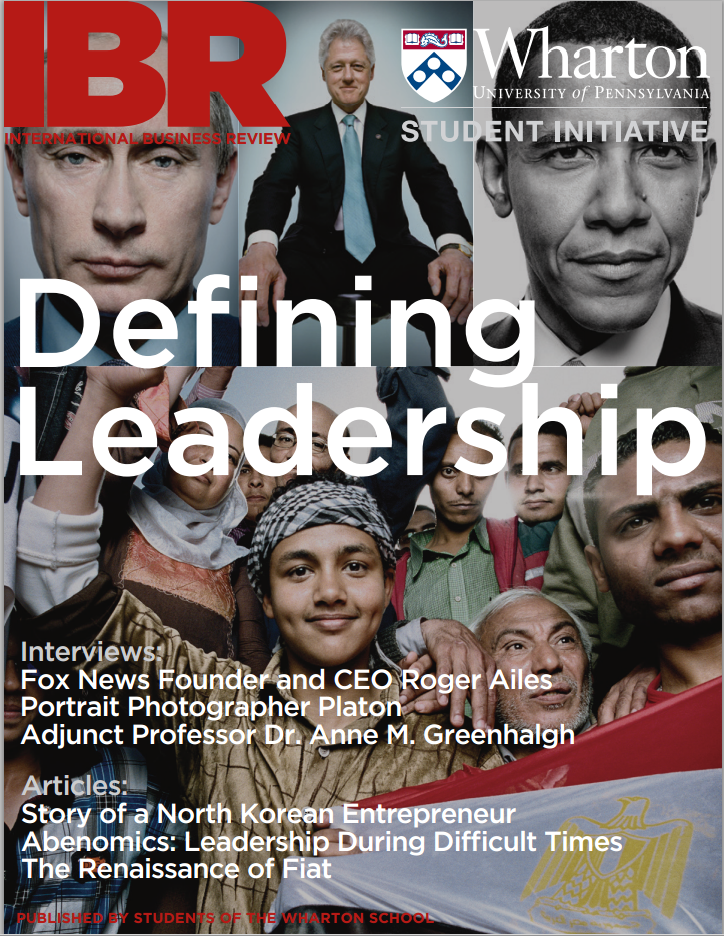 IBR
INTERNATIONAL BUSINESS REVIEW
Wharton
UNIVERSITY of PENNSYLVANIA
STUDENT INITIATIVE
Defining
Leadership
Interviews:
Fox News Founder and CEO Roger Ailes
Portrait Photographer Platon
Adjunct Professor Dr. Anne M. Greenhalgh
Articles:
Story of a North Korean Entrepreneur
Abenomics: Leadership During Difficult Times
The Renaissance of Fiat
PUBLISHED BY STUDENTS OF THE WHARTON SCHOOL